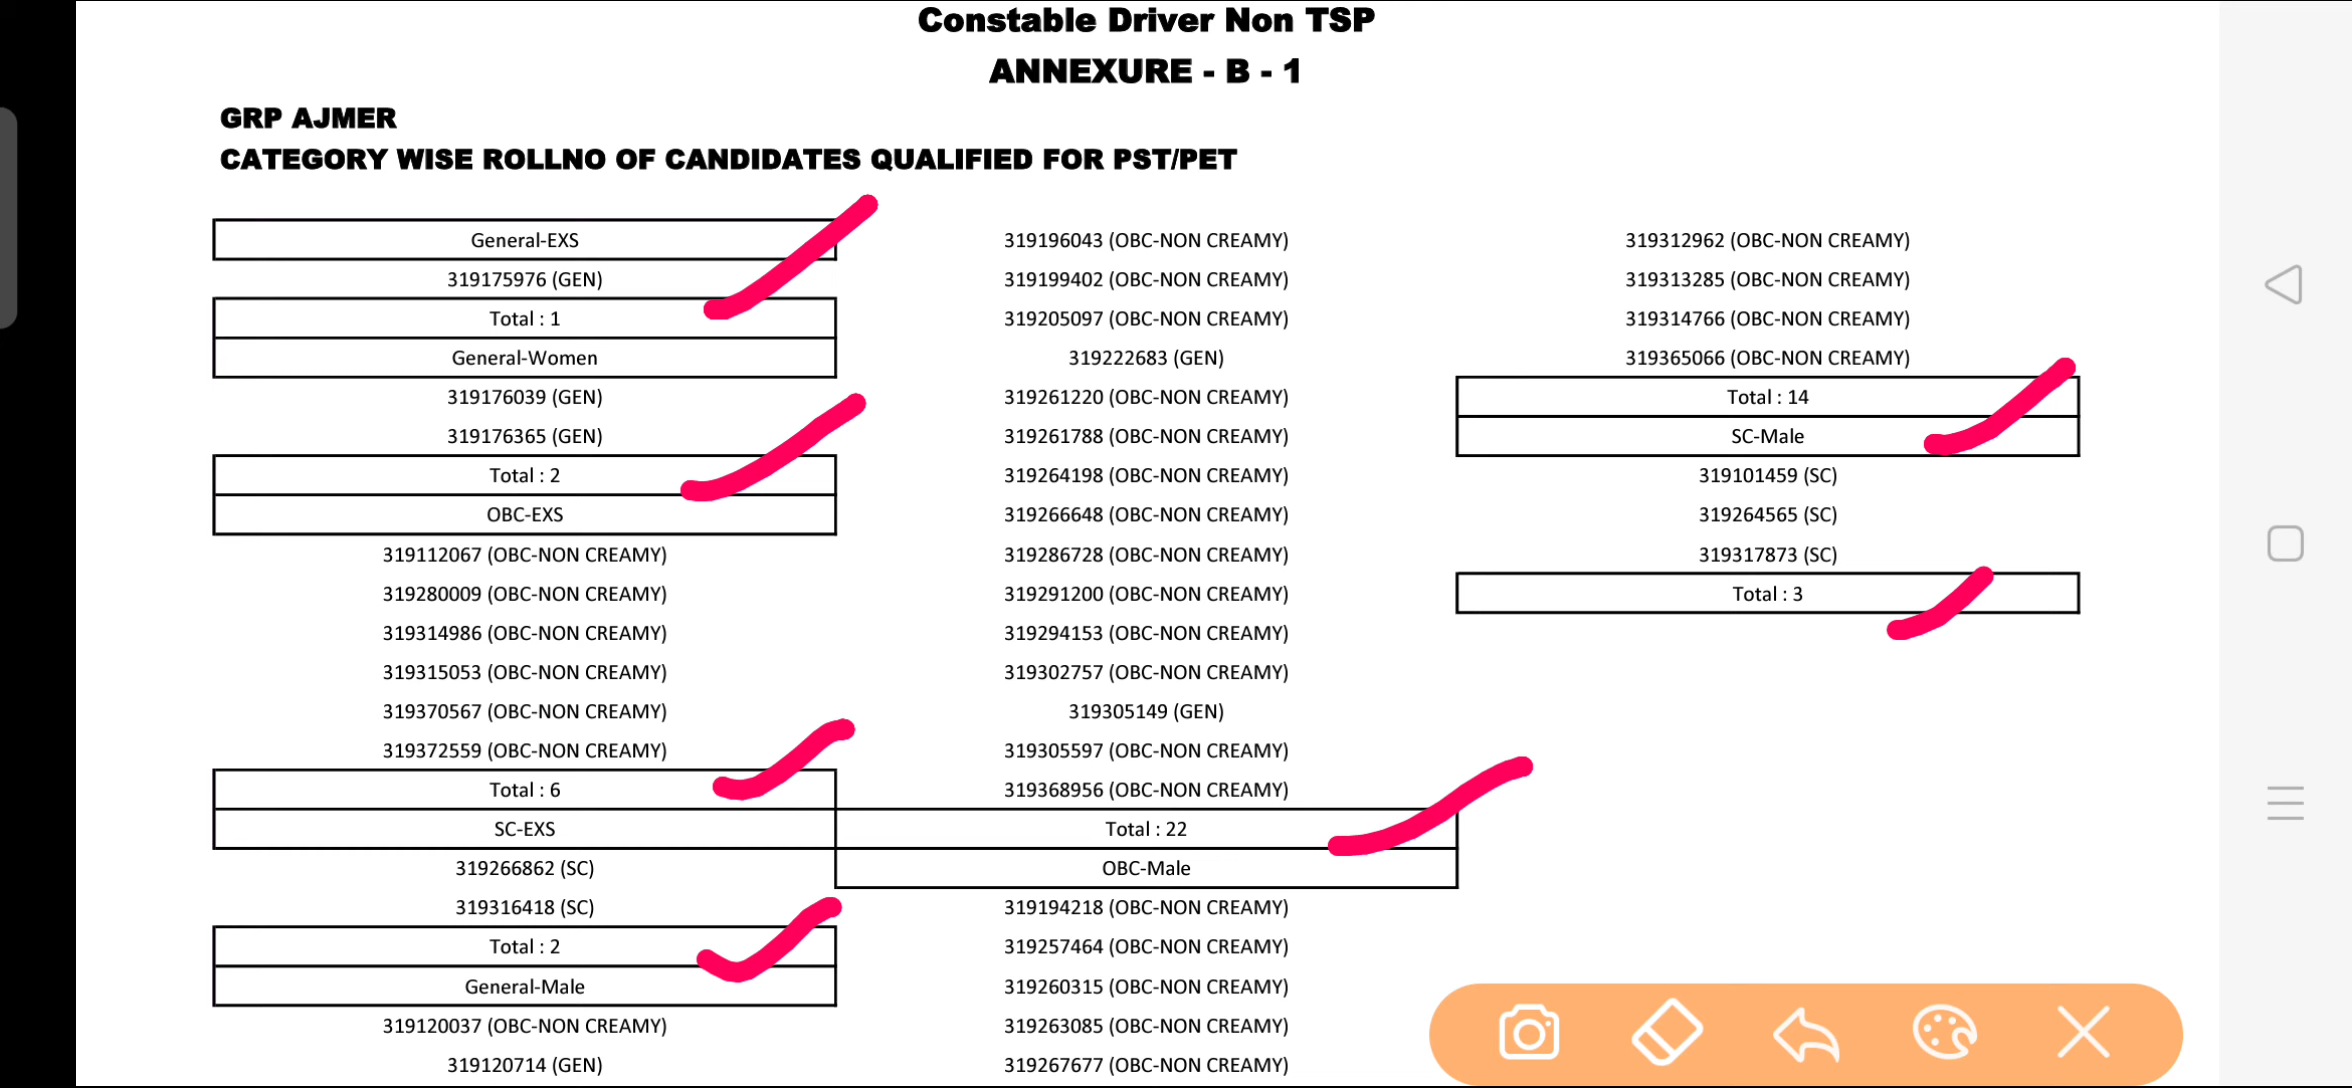 Constable Driver Non TSP
ANNEXURE - B - 1
GRP AJMER
CATEGORY WISE ROLLNO OF CANDIDATES QUALIFIED FOR PST/PET
General-EXS
319175976 (GEN)
Total : 1
General-Women
319176039 (GEN)
319176365 (GEN)
Total : 2
OBC-EXS
319112067 (OBC-NON CREAMY)
319280009 (OBC-NON CREAMY)
319314986 (OBC-NON CREAMY)
319315053 (OBC-NON CREAMY)
319370567 (OBC-NON CREAMY)
319372559 (OBC-NON CREAMY)
Total : 6
SC-EXS
319266862 (SC)
319316418 (SC)
Total : 2
General-Male
319120037 (OBC-NON CREAMY)
319120714 (GEN)
319196043 (OBC-NON CREAMY)
319199402 (OBC-NON CREAMY)
319205097 (OBC-NON CREAMY)
319222683 (GEN)
319261220 (OBC-NON CREAMY)
319261788 (OBC-NON CREAMY)
319264198 (OBC-NON CREAMY)
319266648 (OBC-NON CREAMY)
319286728 (OBC-NON CREAMY)
319291200 (OBC-NON CREAMY)
319294153 (OBC-NON CREAMY)
319302757 (OBC-NON CREAMY)
319305149 (GEN)
319305597 (OBC-NON CREAMY)
319368956 (OBC-NON CREAMY)
Total : 22
OBC-Male
319194218 (OBC-NON CREAMY)
319257464 (OBC-NON CREAMY)
319260315 (OBC-NON CREAMY)
319263085 (OBC-NON CREAMY)
319267677 (OBC-NON CREAMY)
319312962 (OBC-NON CREAMY)
319313285 (OBC-NON CREAMY)
319314766 (OBC-NON CREAMY)
319365066 (OBC-NON CREAMY)
Total : 14
SC-Male
319101459 (SC)
319264565 (SC)
319317873 (SC)
Total : 3